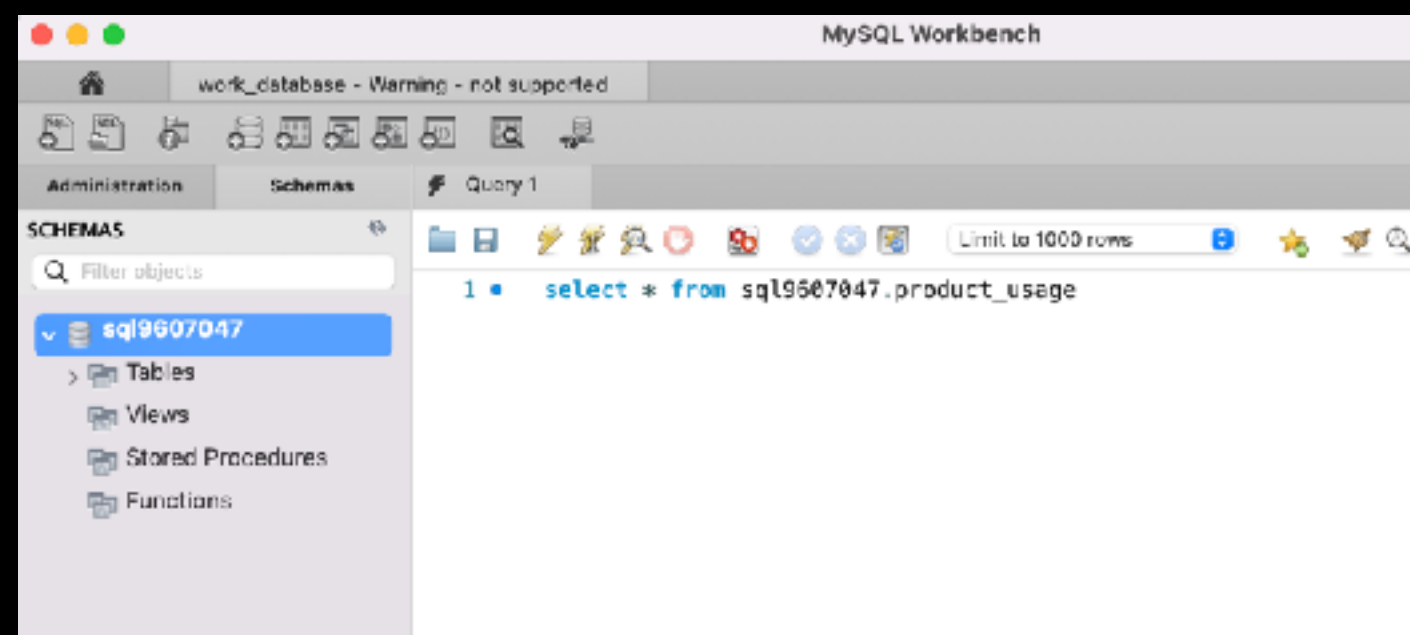 MySQL Workbench
work_database - Warning - not supported
Administration Schemas Query 1
SCHEMAS
Limit to 1000 rows
Filter objects
1 select * from sql9607047.product_usage
sql9607047
Tables
Views
Stored Procedures
Functions